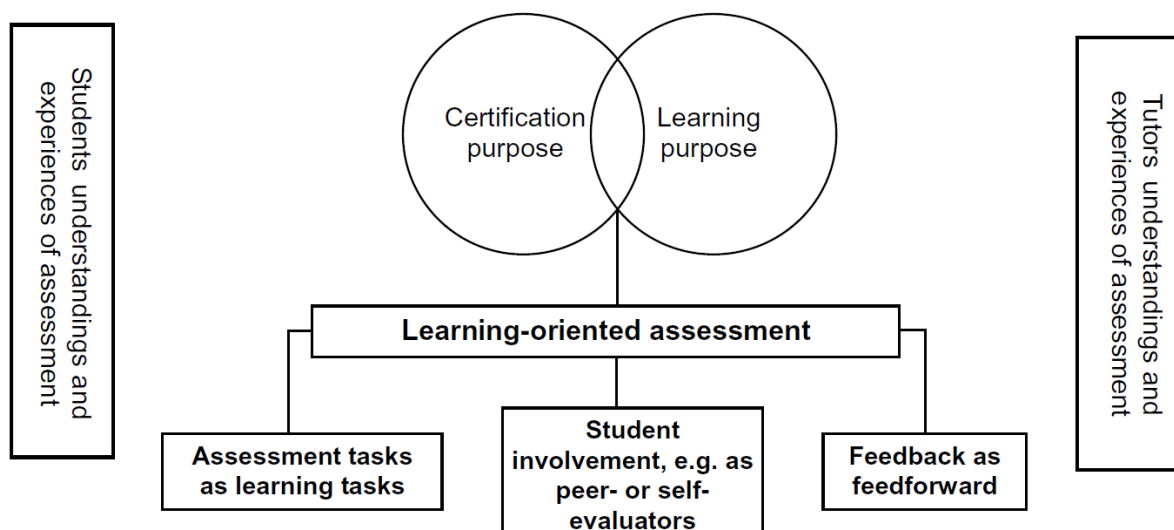 Students understandings and
experiences of assessment
Certification
purpose
Learning
purpose
Tutors understandings and
experiences of assessment
Learning-oriented assessment
Assessment tasks
as learning tasks
Student
involvement, e.g. as
peer- or self-
evaluators
Feedback as
feedforward